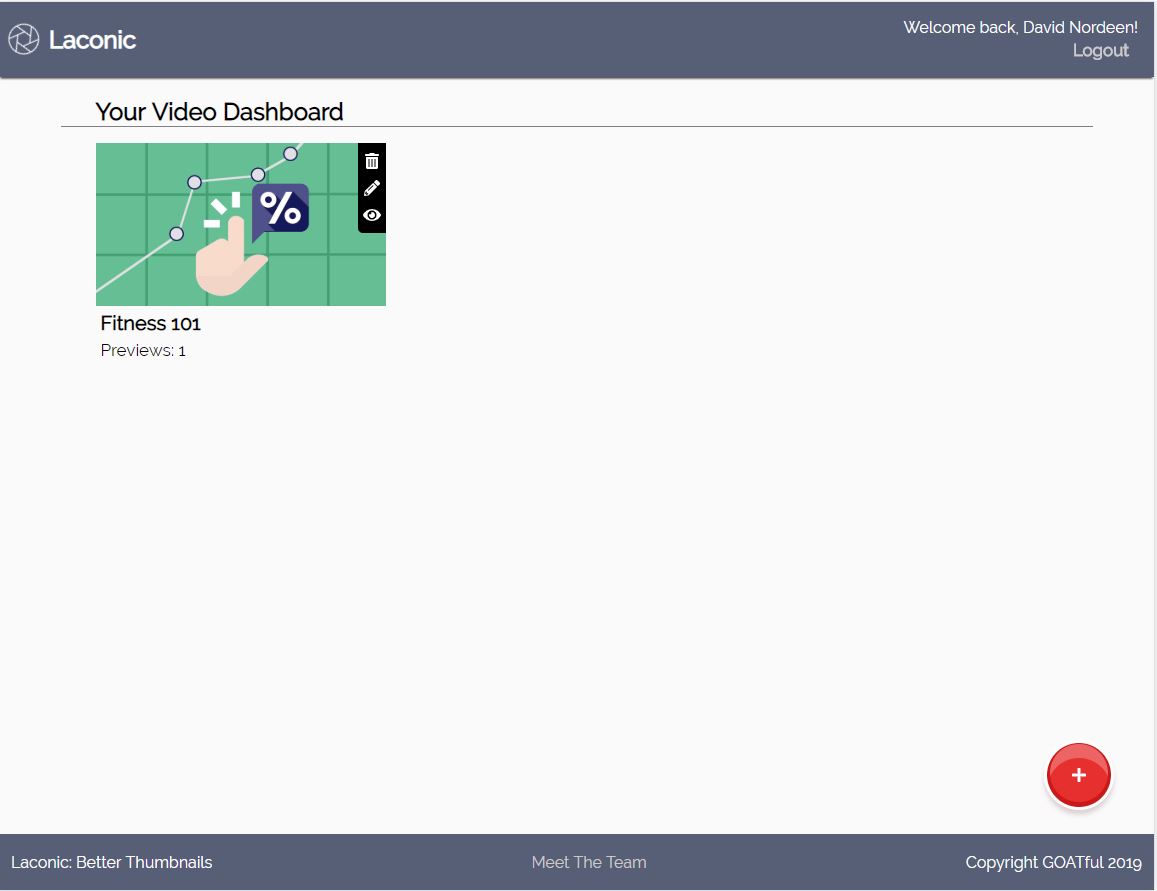 Laconic
Welcome back, David Nordeen!
Logout
Your Video Dashboard
%
Fitness 101
Previews: 1
+
Laconic: Better Thumbnails
Meet The Team
Copyright GOATful 2019